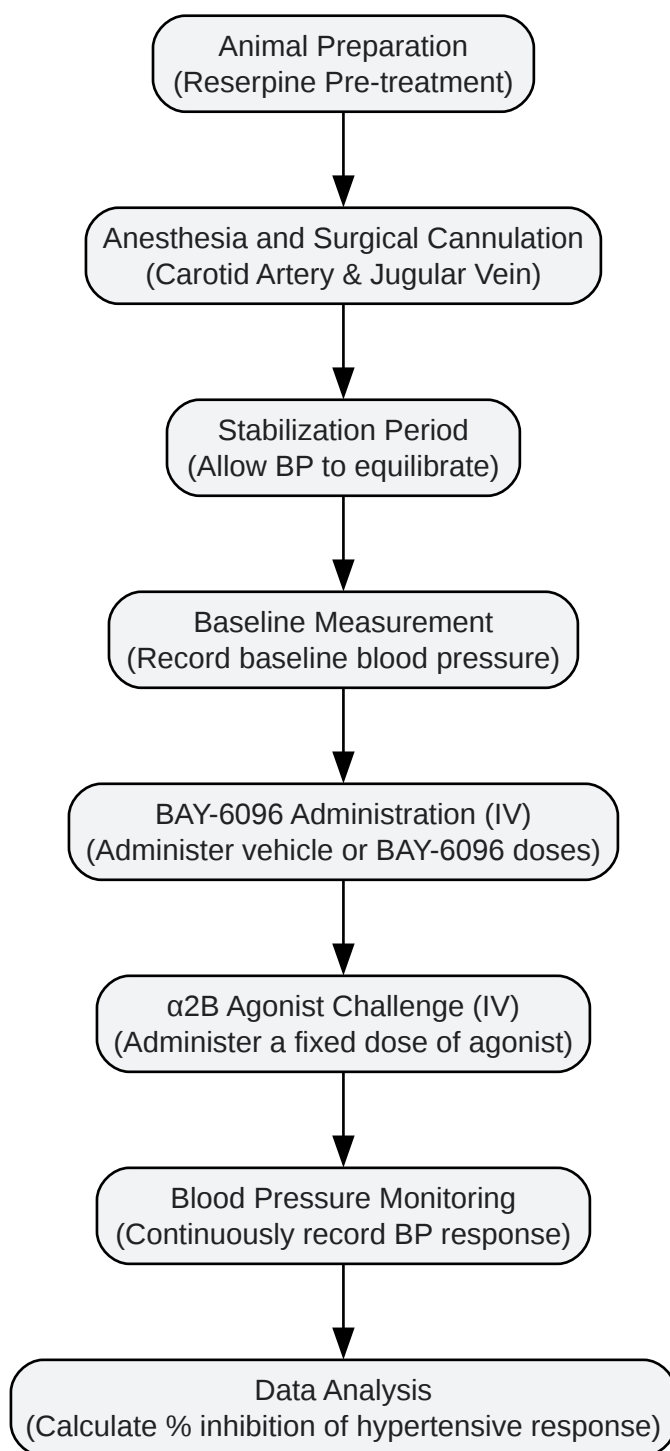 Animal Preparation
(Reserpine Pre-treatment)
Anesthesia and Surgical Cannulation
(Carotid Artery & Jugular Vein)
Stabilization Period
(Allow BP to equilibrate)
Baseline Measurement
(Record baseline blood pressure)
BAY-6096 Administration (IV)
(Administer vehicle or BAY-6096 doses)
α2B Agonist Challenge (IV)
(Administer a fixed dose of agonist)
Blood Pressure Monitoring
(Continuously record BP response)
Data Analysis
(Calculate % inhibition of hypertensive response)